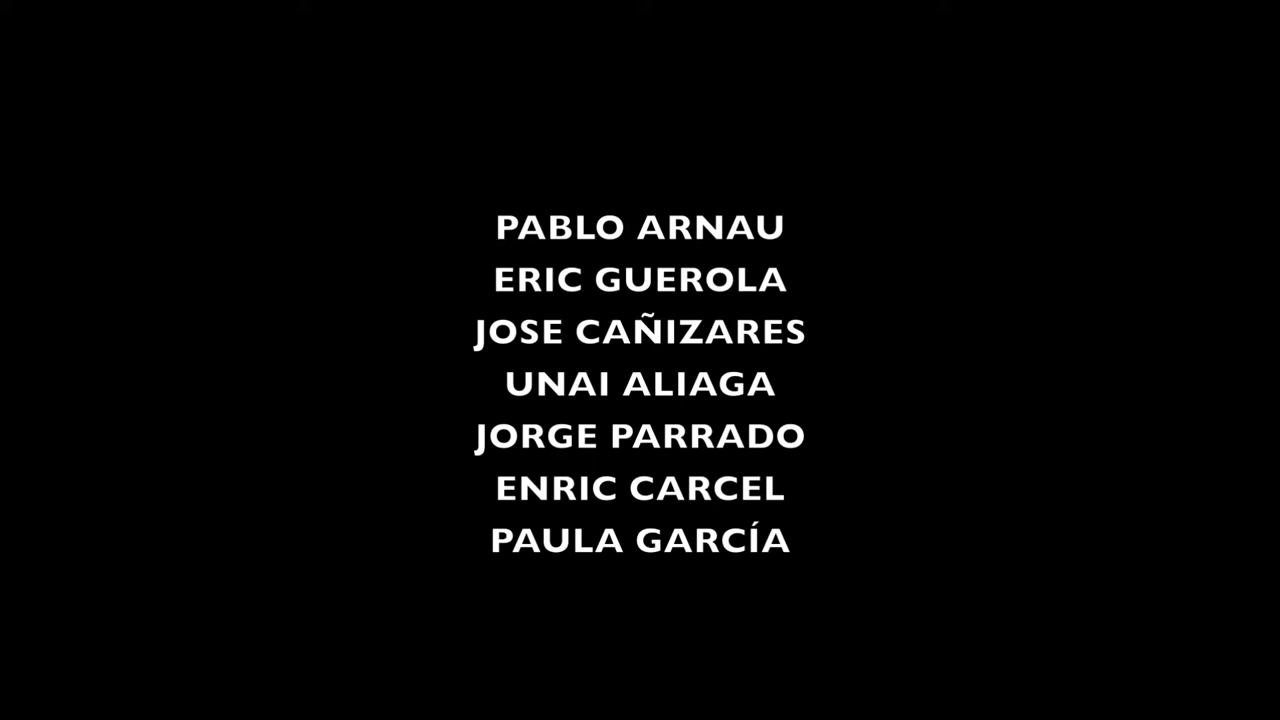 PABLO ARNAU
ERIC GUEROLA
JOSE CAÑIZARES
UNAI ALIAGA
JORGE PARRADO
ENRIC CARCEL
PAULA GARCÍA